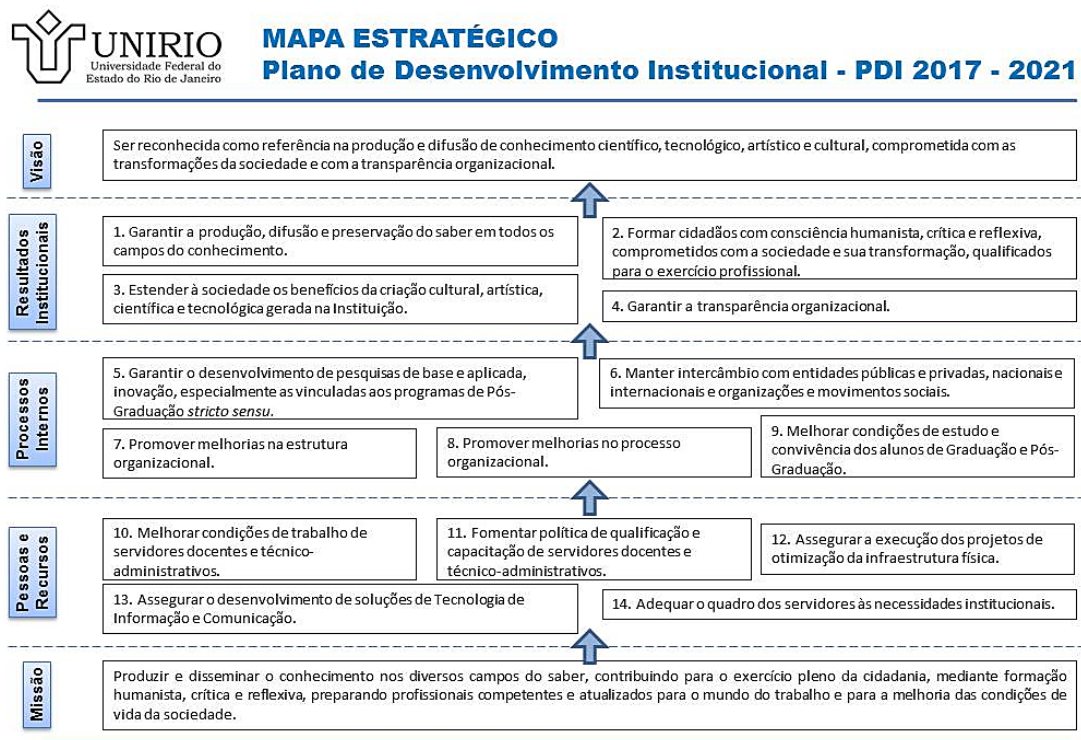 UNIRIO
Universidade Federal do
Estado do Rio de Janeiro
MAPA ESTRATÉGICO
Plano de Desenvolvimento Institucional - PDI 2017 - 2021
Visão
Ser reconhecida como referência na produção e difusão de conhecimento científico, tecnológico, artístico e cultural, comprometida com as
transformações da sociedade e com a transparência organizacional.
Resultados
Institucionais
1. Garantir a produção, difusão e preservação do saber em todos os
campos do conhecimento.
2. Formar cidadãos com consciência humanista, crítica e reflexiva,
comprometidos com a sociedade e sua transformação, qualificados
para o exercício profissional.
3. Estender à sociedade os benefícios da criação cultural, artística,
científica e tecnológica gerada na Instituição.
4. Garantir a transparência organizacional.
Processos
Internos
5. Garantir o desenvolvimento de pesquisas de base e aplicada,
inovação, especialmente as vinculadas aos programas de Pós-
Graduação stricto sensu.
6. Manter intercâmbio com entidades públicas e privadas, nacionais e
internacionais e organizações e movimentos sociais.
7. Promover melhorias na estrutura
organizacional.
8. Promover melhorias no processo
organizacional.
9. Melhorar condições de estudo e
convivência dos alunos de Graduação e Pós-
Graduação.
Pessoas e
Recursos
10. Melhorar condições de trabalho de
servidores docentes e técnico-
administrativos.
11. Fomentar política de qualificação e
capacitação de servidores docentes e
técnico-administrativos.
12. Assegurar a execução dos projetos de
otimização da infraestrutura física.
13. Assegurar o desenvolvimento de soluções de Tecnologia de
Informação e Comunicação.
14. Adequar o quadro dos servidores às necessidades institucionais.
Missão
Produzir e disseminar o conhecimento nos diversos campos do saber, contribuindo para o exercício pleno da cidadania, mediante formação
humanista, crítica e reflexiva, preparando profissionais competentes e atualizados para o mundo do trabalho e para a melhoria das condições de
vida da sociedade.